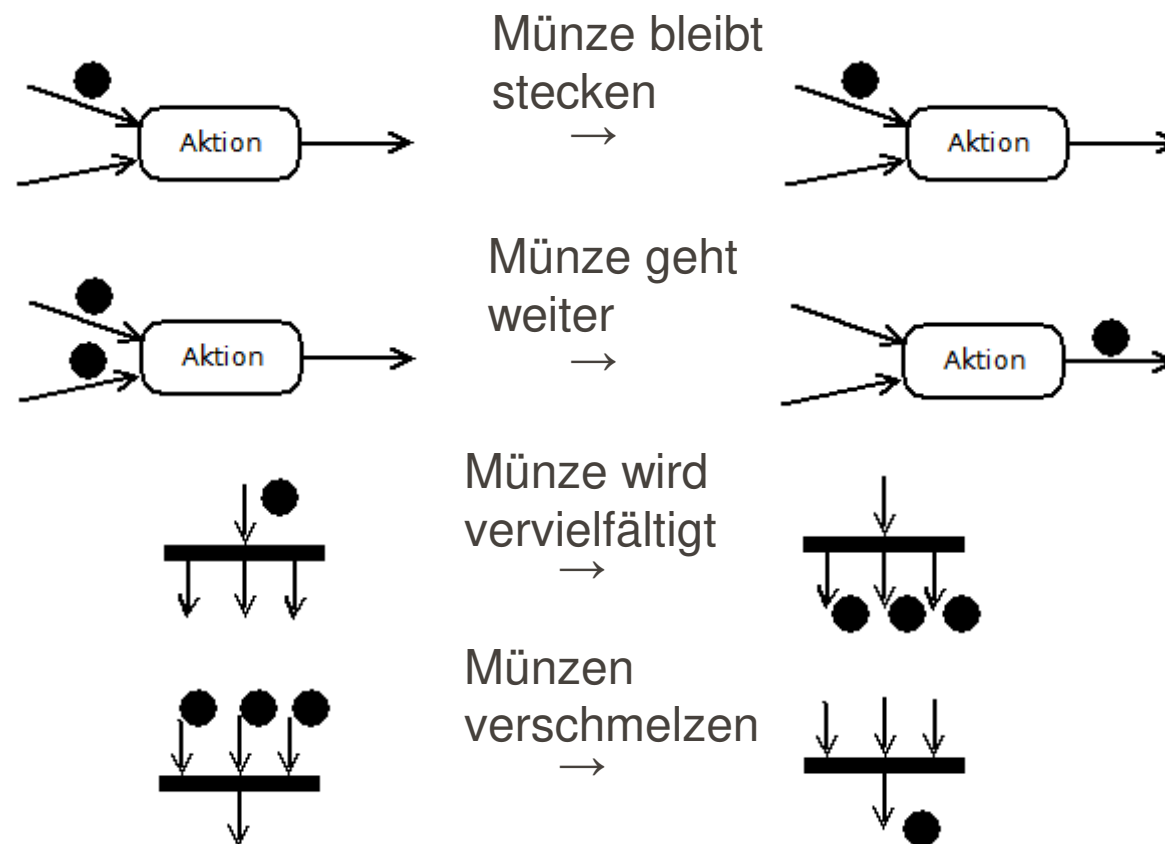 Münze bleibt
stecken
→
Aktion
Aktion
Münze geht
weiter
→
Aktion
Aktion
Münze wird
vervielfältigt
→
Münzen
verschmelzen
→